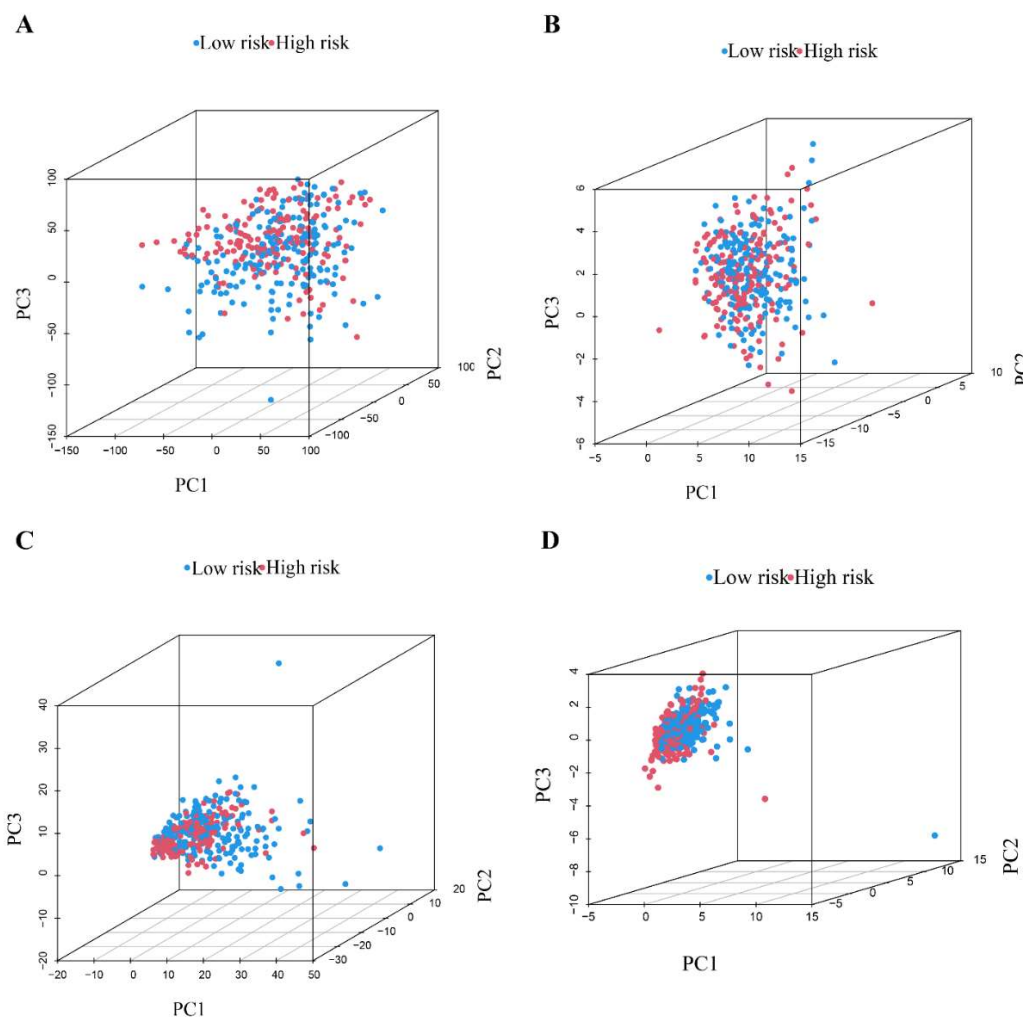 A
Low risk High risk
100
50
0
−50
−100
−150
PC3
−150 −100 −50 0 50 100
PC1
−100 −50 0 50 100
PC2
B
Low risk High risk
6
4
2
0
−2
−4
−6
PC3
−5 0 5 10 15
PC1
−15 −10 −5 0 5 10
PC2
C
Low risk High risk
40
30
20
10
0
−10
−20
PC3
−20 −10 0 10 20 30 40 50
PC1
−30 −20 −10 0 10 20
PC2
D
Low risk High risk
4
2
0
−2
−4
−6
−8
−10
PC3
−5 0 5 10 15
PC1
−5 0 5 10 15
PC2